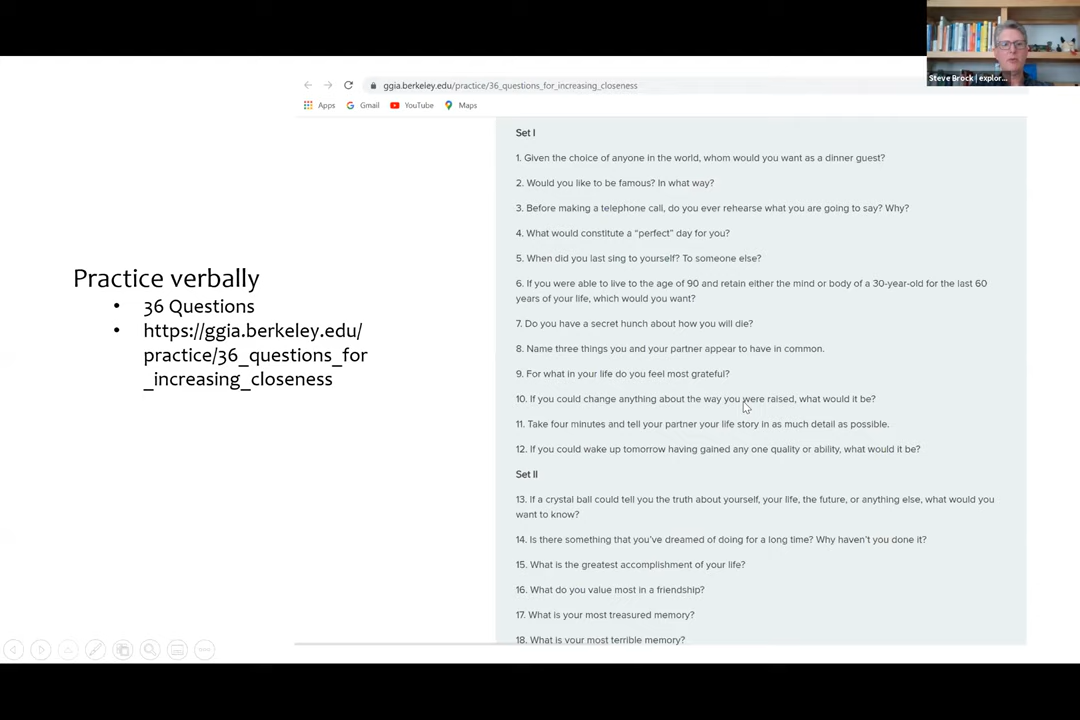 Steve Brock | explor...
ggia.berkeley.edu/practice/36_questions_for_increasing_closeness
Apps Gmail YouTube Maps
Practice verbally
• 36 Questions
• https://ggia.berkeley.edu/
practice/36_questions_for
_increasing_closeness
Set I
1. Given the choice of anyone in the world, whom would you want as a dinner guest?
2. Would you like to be famous? In what way?
3. Before making a telephone call, do you ever rehearse what you are going to say? Why?
4. What would constitute a “perfect” day for you?
5. When did you last sing to yourself? To someone else?
6. If you were able to live to the age of 90 and retain either the mind or body of a 30-year-old for the last 60
years of your life, which would you want?
7. Do you have a secret hunch about how you will die?
8. Name three things you and your partner appear to have in common.
9. For what in your life do you feel most grateful?
10. If you could change anything about the way you were raised, what would it be?
11. Take four minutes and tell your partner your life story in as much detail as possible.
12. If you could wake up tomorrow having gained any one quality or ability, what would it be?
Set II
13. If a crystal ball could tell you the truth about yourself, your life, the future, or anything else, what would you
want to know?
14. Is there something that you’ve dreamed of doing for a long time? Why haven’t you done it?
15. What is the greatest accomplishment of your life?
16. What do you value most in a friendship?
17. What is your most treasured memory?
18. What is your most terrible memory?